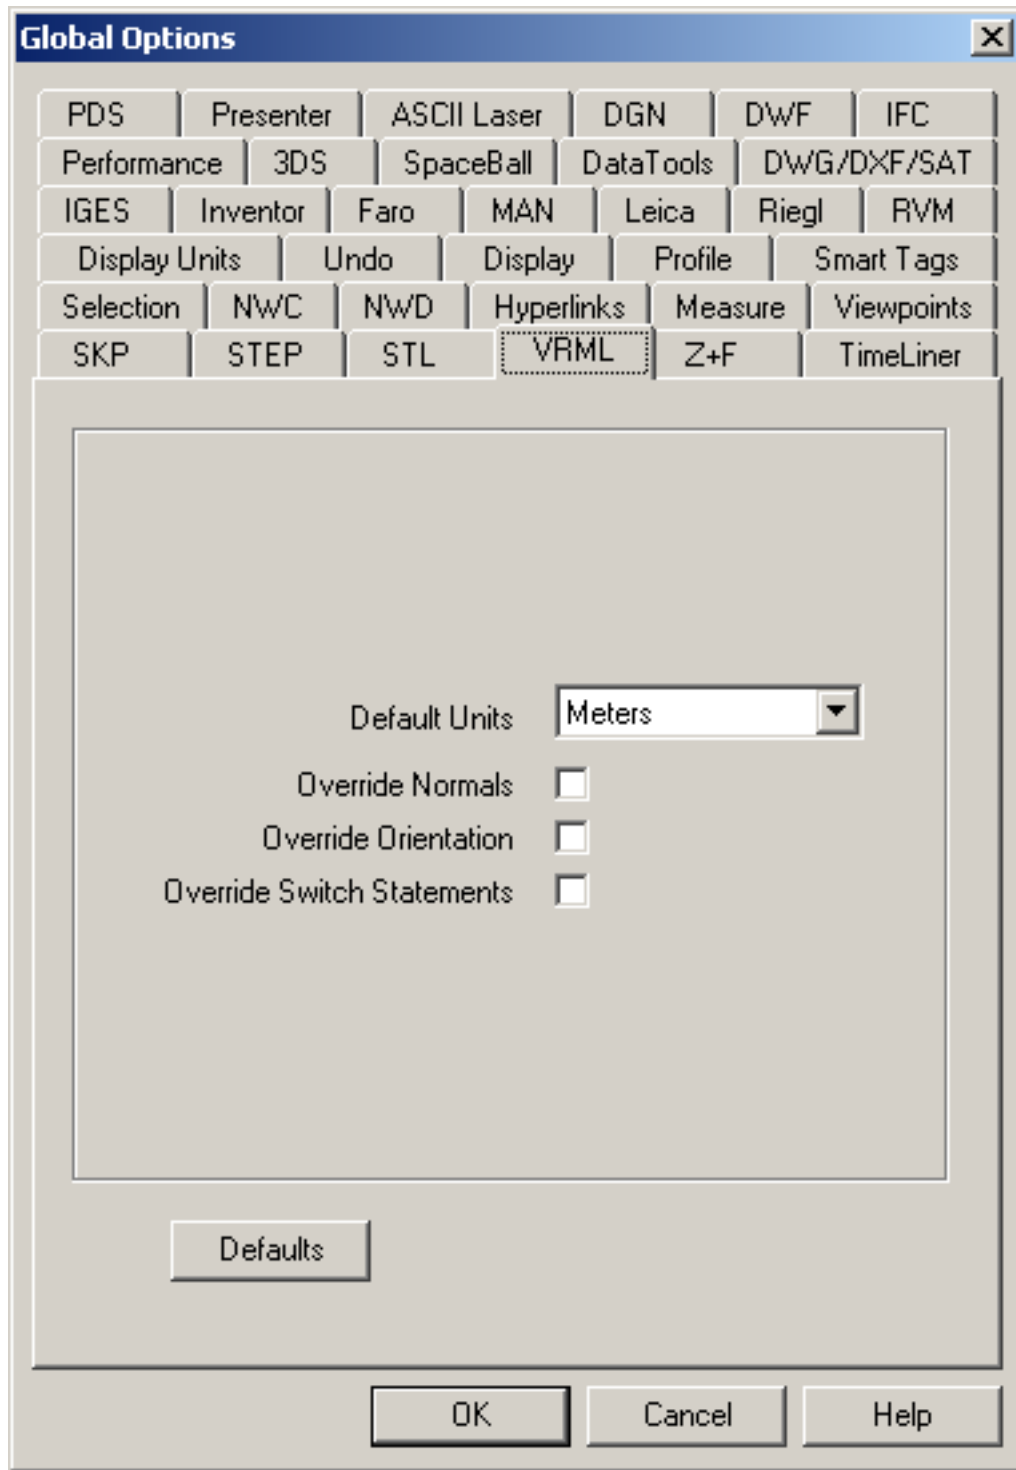 Global Options
PDS Presenter ASCII Laser DGN DWF IFC
Performance 3DS SpaceBall DataTools DWG/DXF/SAT
IGES Inventor Faro MAN Leica Riegl RVM
Display Units Undo Display Profile Smart Tags
Selection NWC NWD Hyperlinks Measure Viewpoints
SKP STEP STL VRML Z+F TimeLiner
Default Units Meters
Override Normals
Override Orientation
Override Switch Statements
Defaults
OK Cancel Help